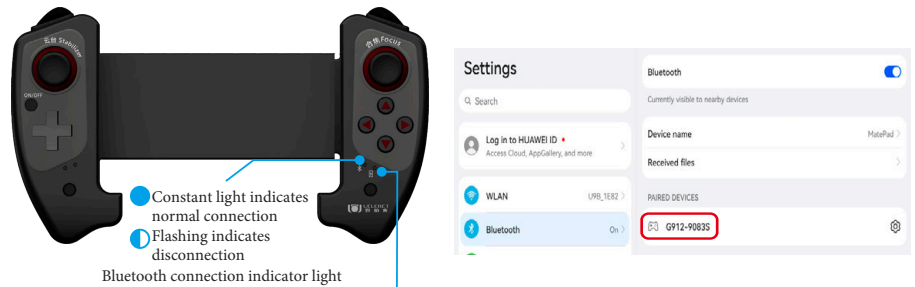 云台 Stabilizer
合焦 Focus
ON/OFF
Constant light indicates
normal connection
Flashing indicates
disconnection
Bluetooth connection indicator light
Settings
Search
Log in to HUAWEI ID
Access Cloud, AppGallery, and more
WLAN
U9B_1E82
Bluetooth
On
Bluetooth
Currently visible to nearby devices
Device name
MatePad
Received files
PAIRED DEVICES
G912-9083S